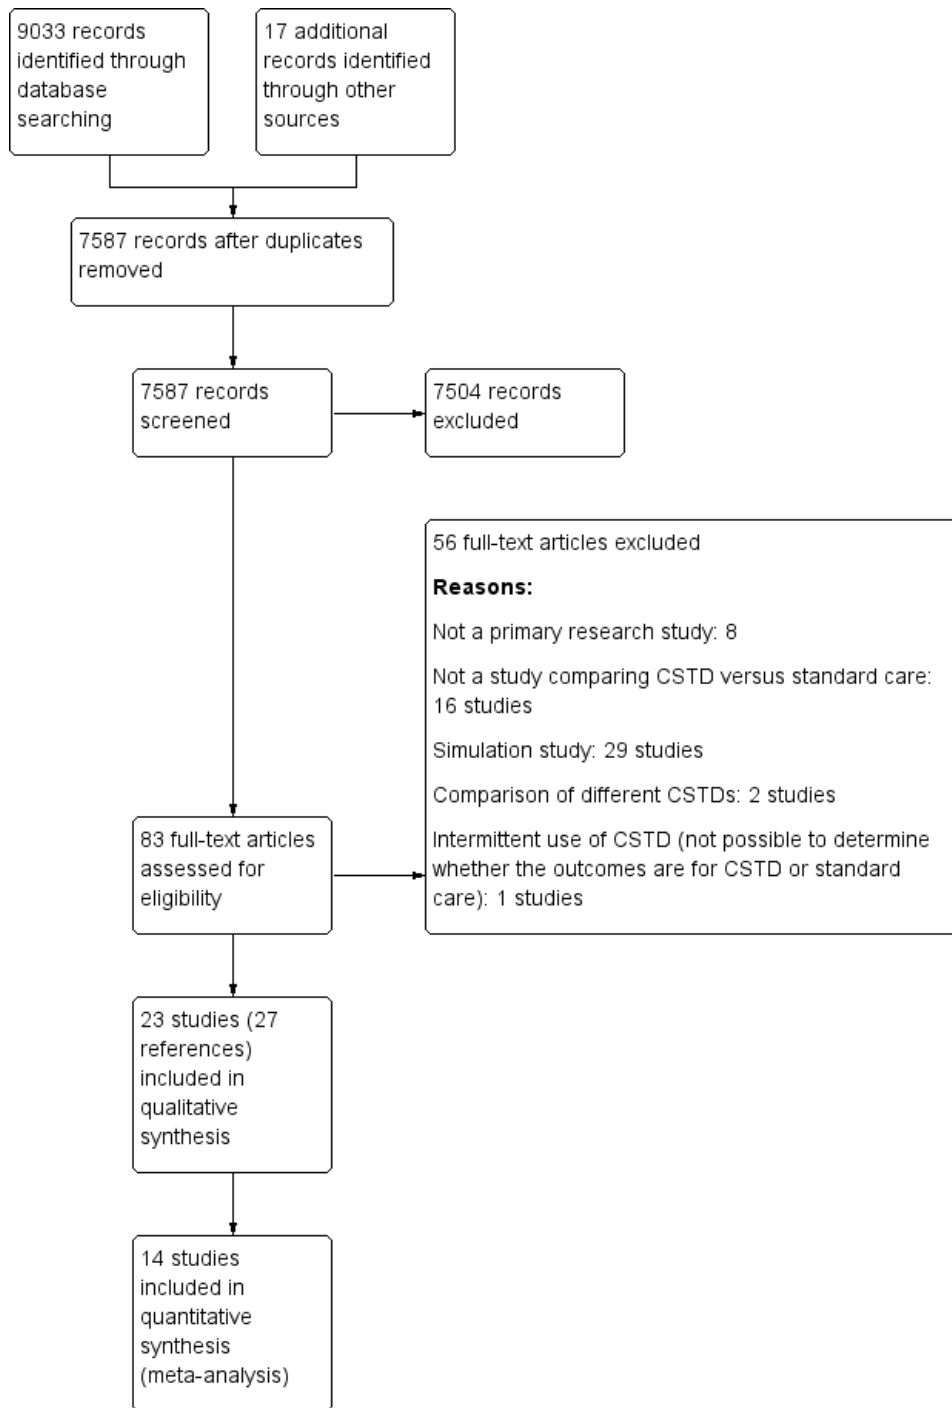 9033 records
identified through
database
searching
17 additional
records identified
through other
sources
7587 records after duplicates
removed
7587 records
screened
7504 records
excluded
56 full-text articles excluded
Reasons:
Not a primary research study: 8
Not a study comparing CSTD versus standard care:
16 studies
Simulation study: 29 studies
Comparison of different CSTDs: 2 studies
Intermittent use of CSTD (not possible to determine
whether the outcomes are for CSTD or standard
care): 1 studies
83 full-text articles
assessed for
eligibility
23 studies (27
references)
included in
qualitative
synthesis
14 studies
included in
quantitative
synthesis
(meta-analysis)